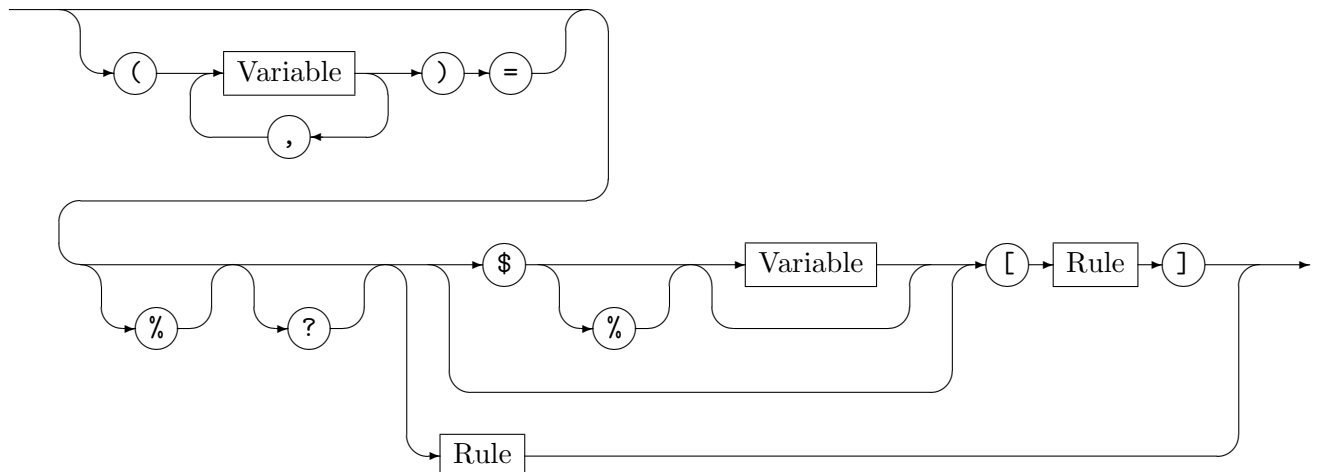 ( Variable ) =
,
$ Variable [ Rule ]
% ? %
Rule